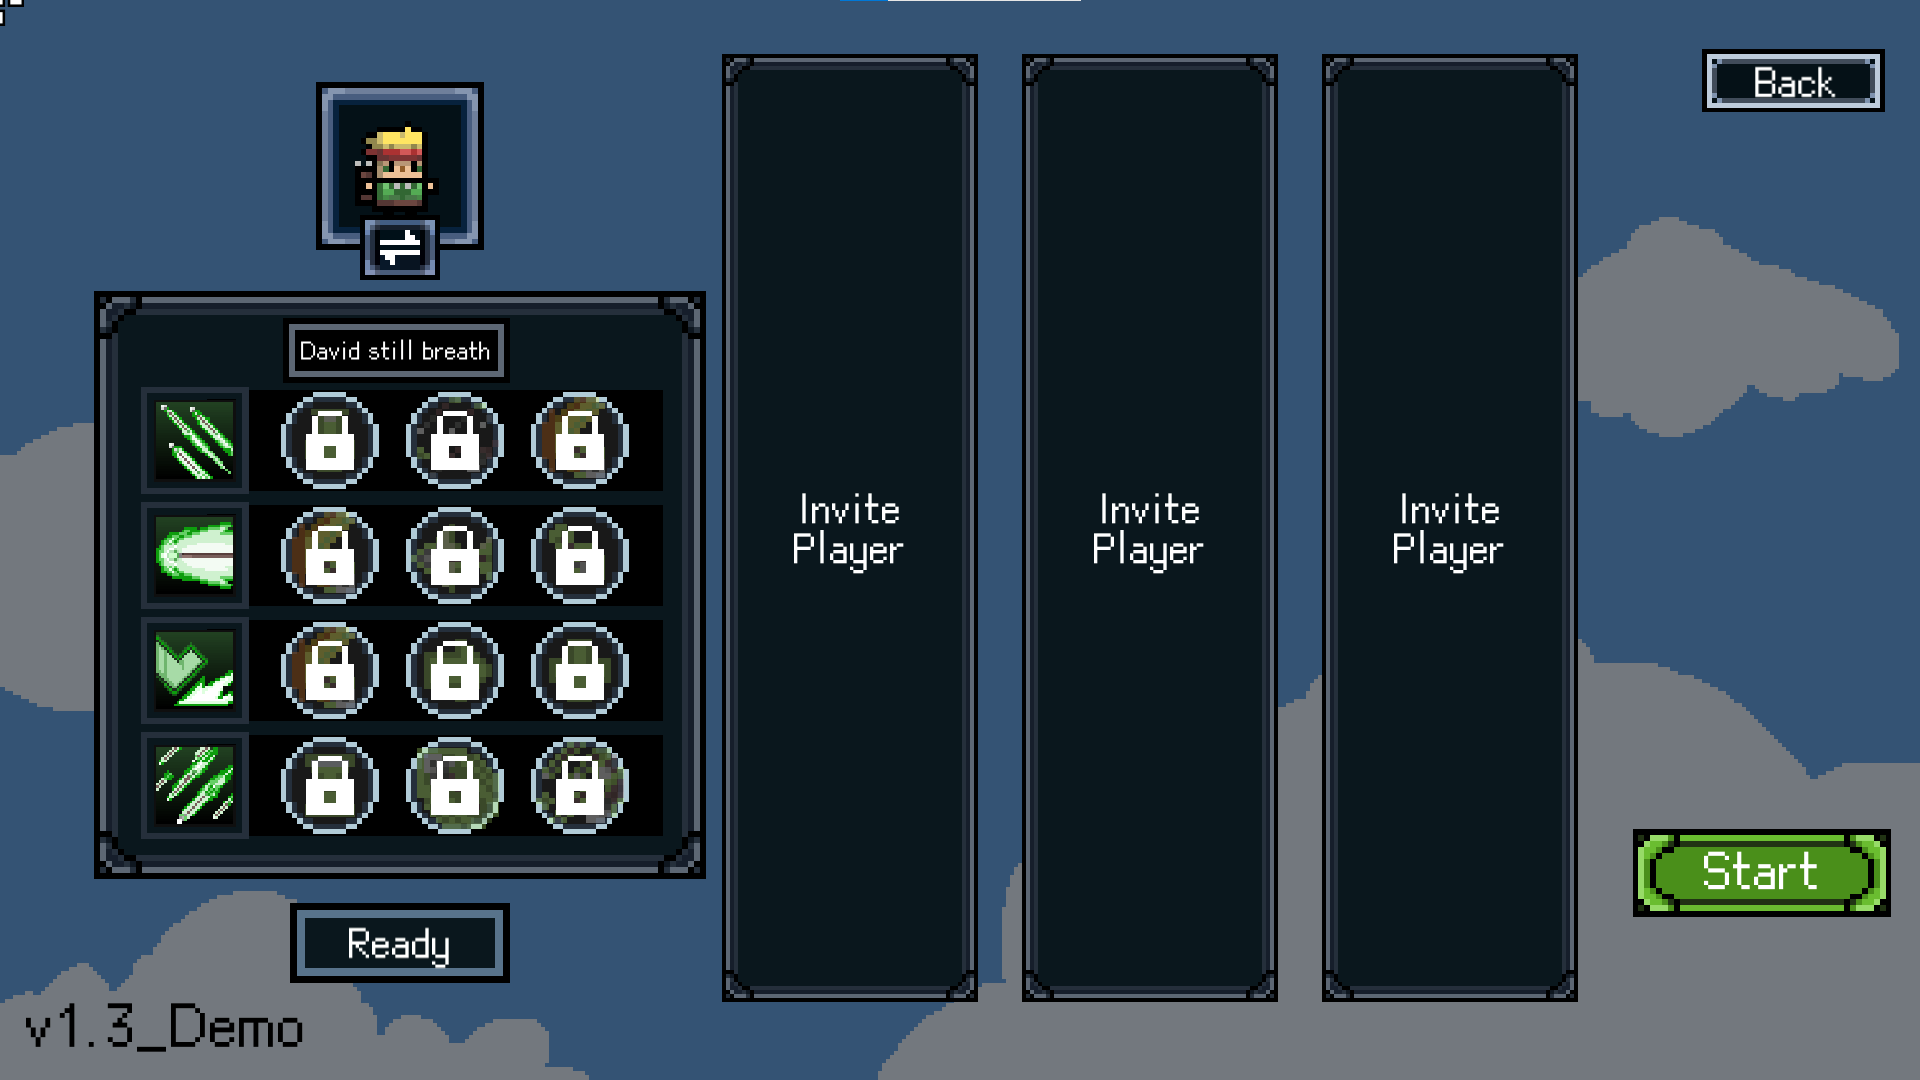 Back
David still breath
Invite
Player
Invite
Player
Invite
Player
Start
Ready
v1.3_Demo